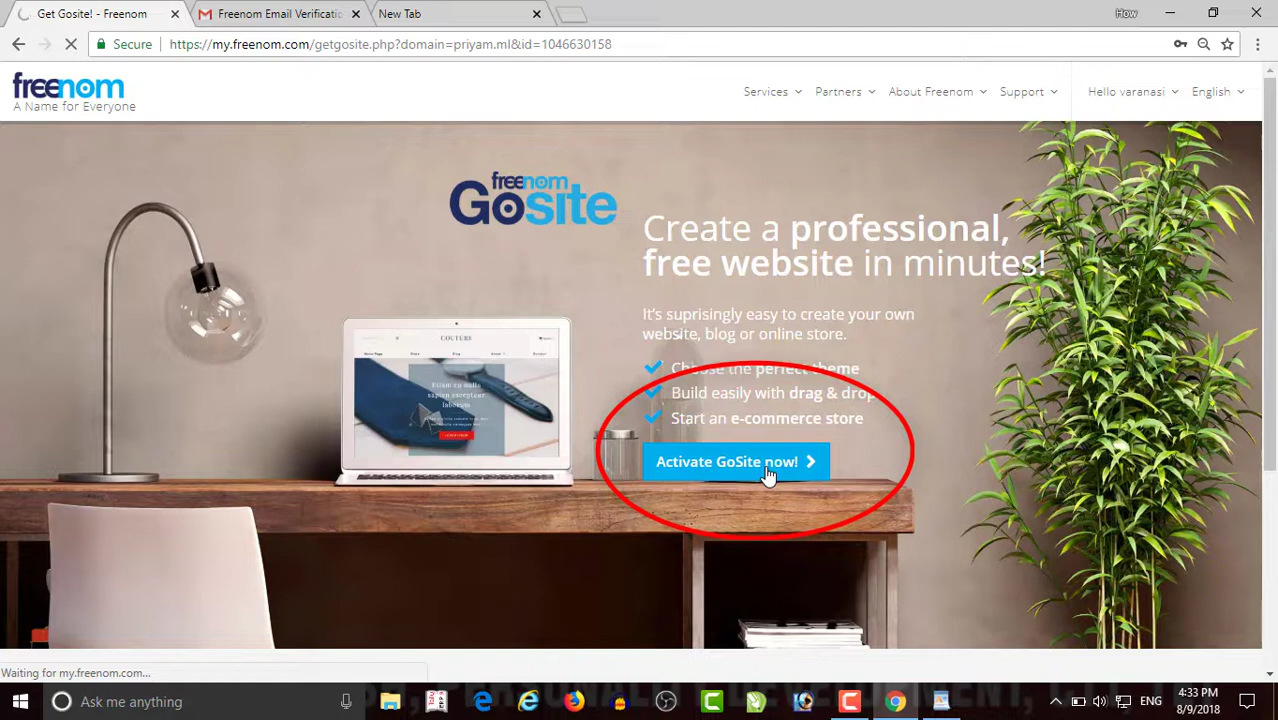 Get Gosite! - Freenom
Freenom Email Verificatio
New Tab
How
Secure
https://my.freenom.com/getgosite.php?domain=priyam.ml&id=1046630158
freenom
A Name for Everyone
Services
Partners
About Freenom
Support
Hello varanasi
English
freenom
Gosite
Create a professional,
free website in minutes!
It's suprisingly easy to create your own
website, blog or online store.
Choose the perfect theme
Build easily with drag & drop
Start an e-commerce store
Activate GoSite now!
COUTURE
Waiting for my.freenom.com...
Ask me anything
ENG
4:33 PM
8/9/2018